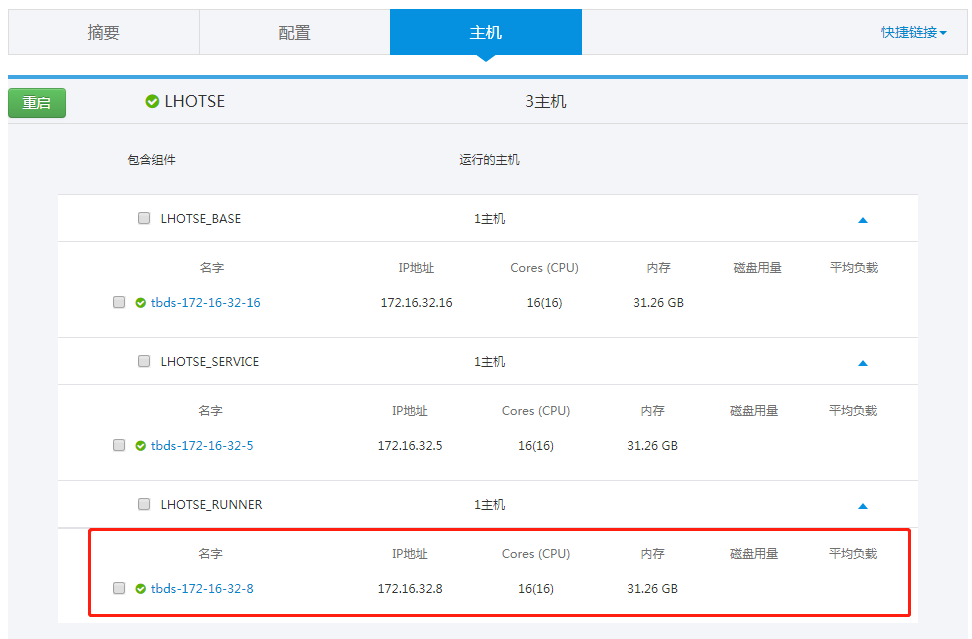 摘要 配置 主机 快捷链接
重启 LHOTSE 3主机
包含组件 运行的主机
LHOTSE_BASE 1主机
名字 IP地址 Cores (CPU) 内存 磁盘用量 平均负载
tbds-172-16-32-16 172.16.32.16 16(16) 31.26 GB
LHOTSE_SERVICE 1主机
名字 IP地址 Cores (CPU) 内存 磁盘用量 平均负载
tbds-172-16-32-5 172.16.32.5 16(16) 31.26 GB
LHOTSE_RUNNER 1主机
名字 IP地址 Cores (CPU) 内存 磁盘用量 平均负载
tbds-172-16-32-8 172.16.32.8 16(16) 31.26 GB